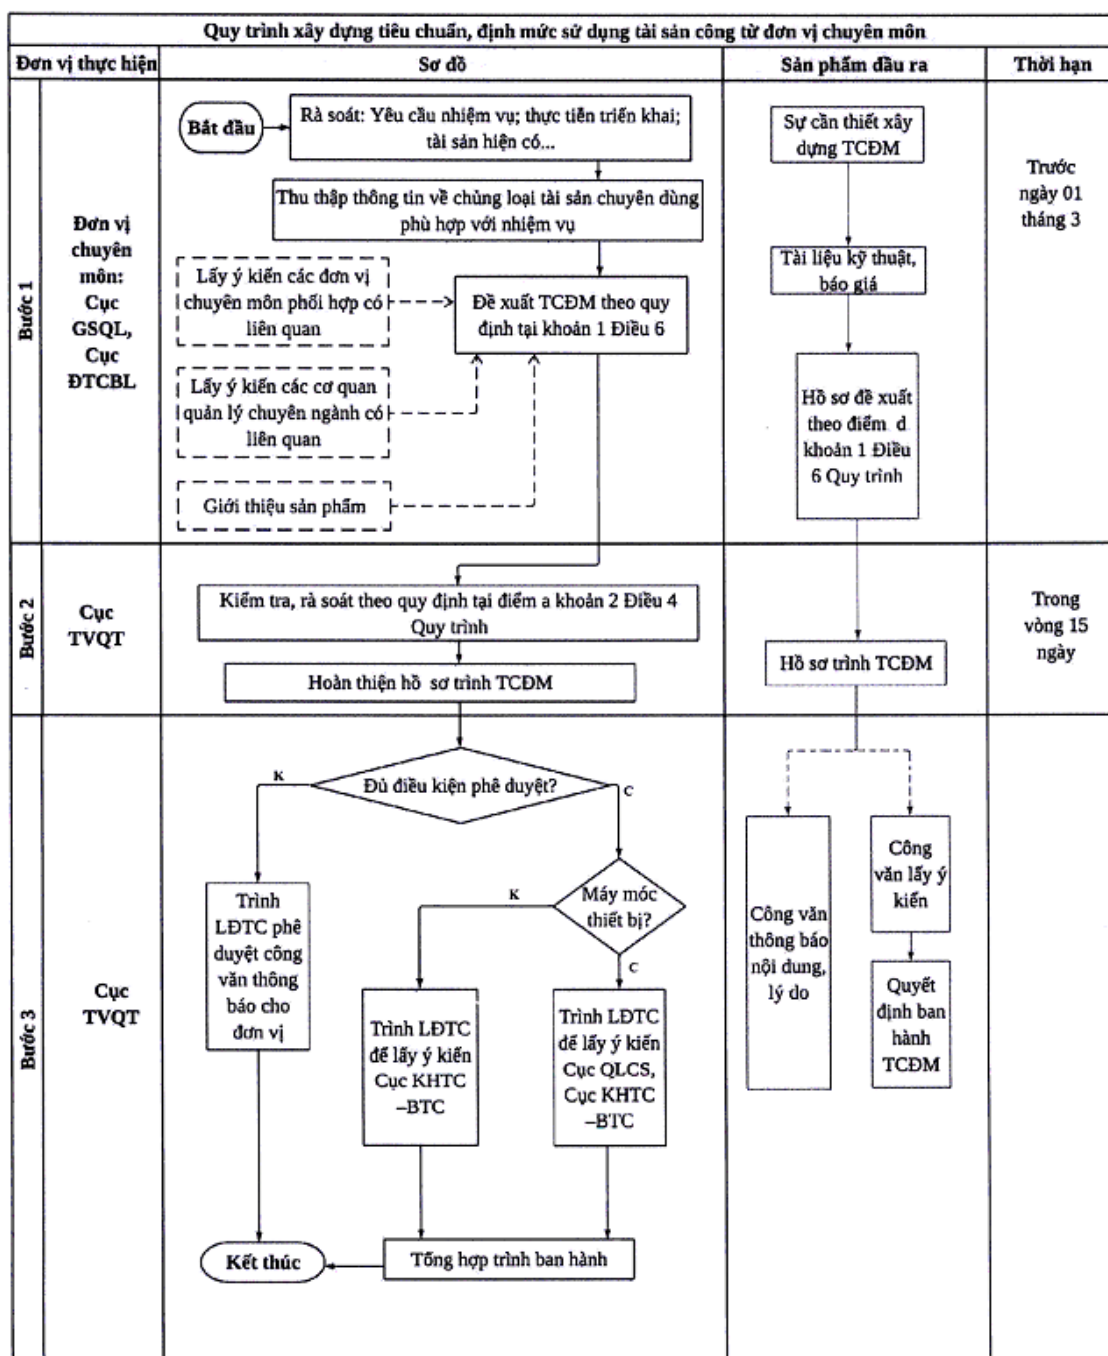 Quy trình xây dựng tiêu chuẩn, định mức sử dụng tài sản công từ đơn vị chuyên môn
Đơn vị thực hiện
Sơ đồ
Sản phẩm đầu ra
Thời hạn
Bước 1
Đơn vị
chuyên
môn:
Cục
GSQL,
Cục
ĐTCBL
Bắt đầu
Rà soát: Yêu cầu nhiệm vụ; thực tiễn triển khai;
tài sản hiện có...
Thu thập thông tin về chủng loại tài sản chuyên dùng
phù hợp với nhiệm vụ
Lấy ý kiến các đơn vị
chuyên môn phối hợp có
liên quan
Đề xuất TCĐM theo quy
định tại khoản 1 Điều 6
Lấy ý kiến các cơ quan
quản lý chuyên ngành có
liên quan
Giới thiệu sản phẩm
Sự cần thiết xây
dựng TCĐM
Tài liệu kỹ thuật,
báo giá
Hồ sơ đề xuất
theo điểm d
khoản 1 Điều
6 Quy trình
Trước
ngày 01
tháng 3
Bước 2
Cục
TVQT
Kiểm tra, rà soát theo quy định tại điểm a khoản 2 Điều 4
Quy trình
Hoàn thiện hồ sơ trình TCĐM
Hồ sơ trình TCĐM
Trong
vòng 15
ngày
Bước 3
Cục
TVQT
Đủ điều kiện phê duyệt?
K
C
Trình
LĐTC phê
duyệt công
văn thông
báo cho
đơn vị
Máy móc
thiết bị?
K
C
Trình LĐTC
để lấy ý kiến
Cục KHTC
–BTC
Trình LĐTC
để lấy ý kiến
Cục QLCS,
Cục KHTC
–BTC
Kết thúc
Tổng hợp trình ban hành
Công văn
thông báo
nội dung,
lý do
Công
văn lấy ý
kiến
Quyết
định ban
hành
TCĐM